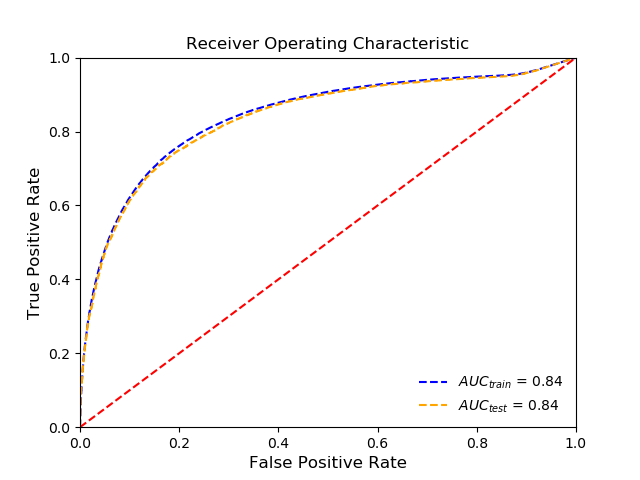 Receiver Operating Characteristic
True Positive Rate
1.0
0.8
0.6
0.4
0.2
0.0
AUC_train = 0.84
AUC_test = 0.84
0.0 0.2 0.4 0.6 0.8 1.0
False Positive Rate